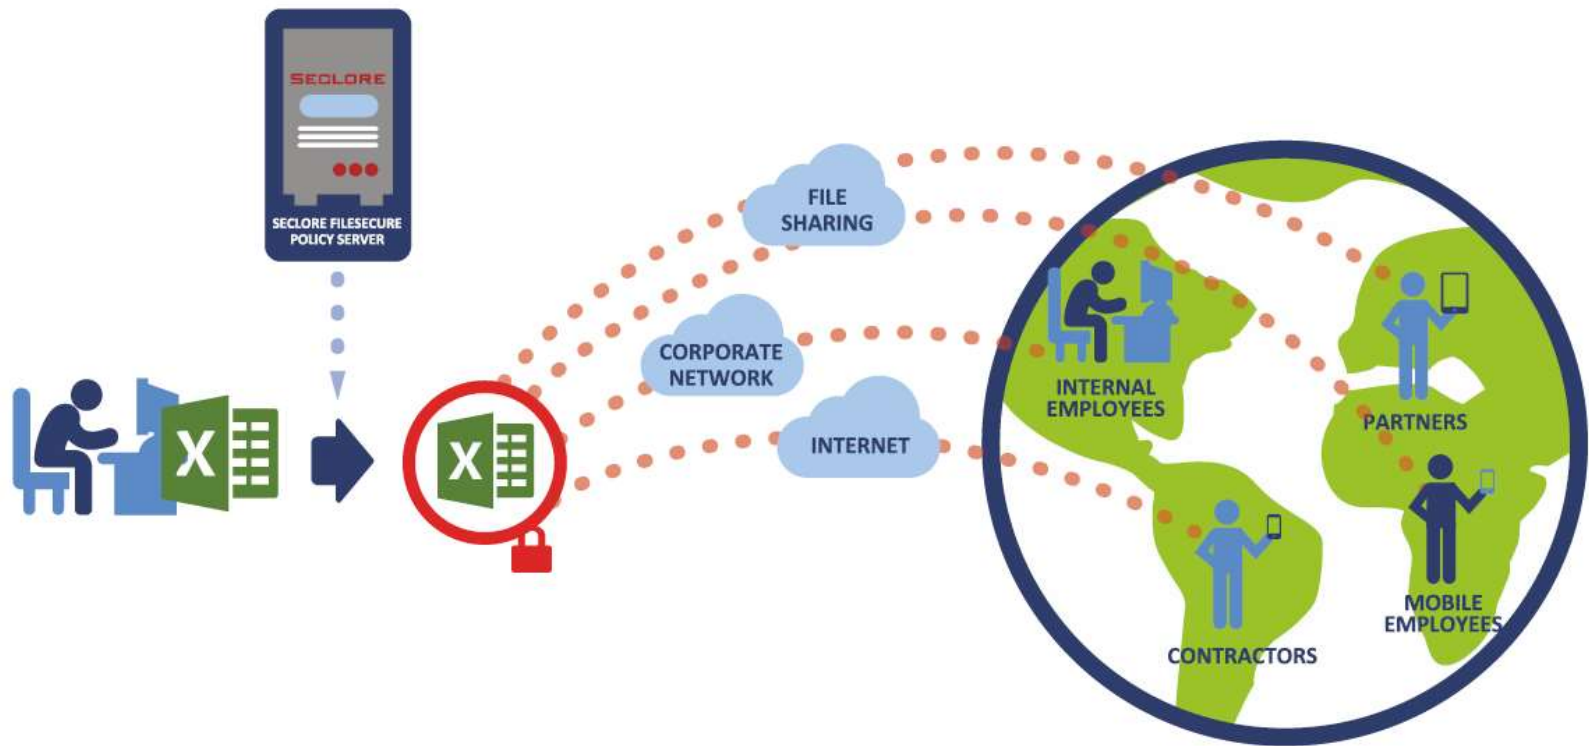 SECLORE
SECLORE FILESECURE
POLICY SERVER
FILE
SHARING
CORPORATE
NETWORK
INTERNET
X
X
INTERNAL
EMPLOYEES
PARTNERS
MOBILE
EMPLOYEES
CONTRACTORS